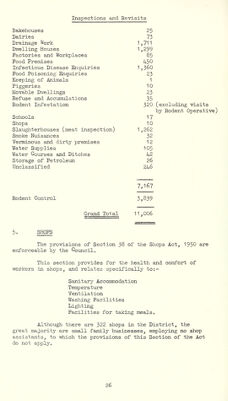 Inspections and Revisits
Bakehouses 25
Dairies 73
Drainage Work 1,711
Dwelling Houses 1,299
Factories and Workplaces 85
Food Premises 450
Infectious Disease Enquiries 1,360
Food Poisoning Enquiries 23
Keeping of Animals 1
Piggeries 10
Movable Dwellings 23
Refuse and Accumulations 35
Rodent Infestation 320 (excluding visits
by Rodent Operative)
Schools 17
Shops 10
Slaughterhouses (meat inspection) 1,262
Smoke Nuisances 32
Verminous and dirty premises 12
Water Supplies 105
Water Courses and Ditches 42
Storage of Petroleum 26
Unclassified 246
7,167
Rodent Control 3,839
Grand Total 11,006
5. SHOPS
The provisions of Section 38 of the Shops Act, 1950 are
enforceable by the Council.
This section provides for the health and comfort of
workers in shops, and relates specifically to:-
Sanitary Accommodation
Temperature
Ventilation
Washing Facilities
Lighting
Facilities for taking meals.
Although there are 322 shops in the District, the
great majority are small family businesses, employing no shop
assistants, to which the provisions of this Section of the Act
do not apply.